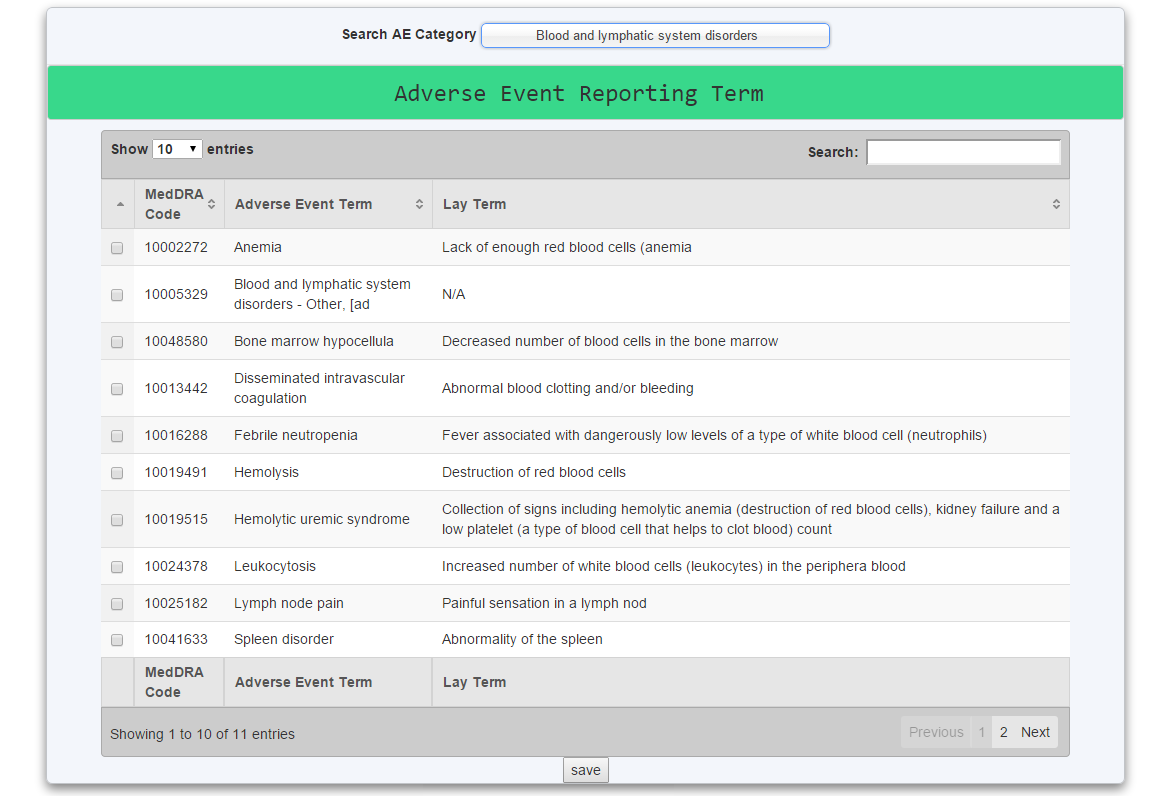 Search AE Category Blood and lymphatic system disorders
Adverse Event Reporting Term
Show 10 entries Search:
MedDRA Code Adverse Event Term Lay Term
10002272 Anemia Lack of enough red blood cells (anemia
10005329 Blood and lymphatic system disorders - Other, [ad N/A
10048580 Bone marrow hypocellula Decreased number of blood cells in the bone marrow
10013442 Disseminated intravascular coagulation Abnormal blood clotting and/or bleeding
10016288 Febrile neutropenia Fever associated with dangerously low levels of a type of white blood cell (neutrophils)
10019491 Hemolysis Destruction of red blood cells
10019515 Hemolytic uremic syndrome Collection of signs including hemolytic anemia (destruction of red blood cells), kidney failure and a
low platelet (a type of blood cell that helps to clot blood) count
10024378 Leukocytosis Increased number of white blood cells (leukocytes) in the periphera blood
10025182 Lymph node pain Painful sensation in a lymph nod
10041633 Spleen disorder Abnormality of the spleen
MedDRA Code Adverse Event Term Lay Term
Showing 1 to 10 of 11 entries Previous 1 2 Next
save